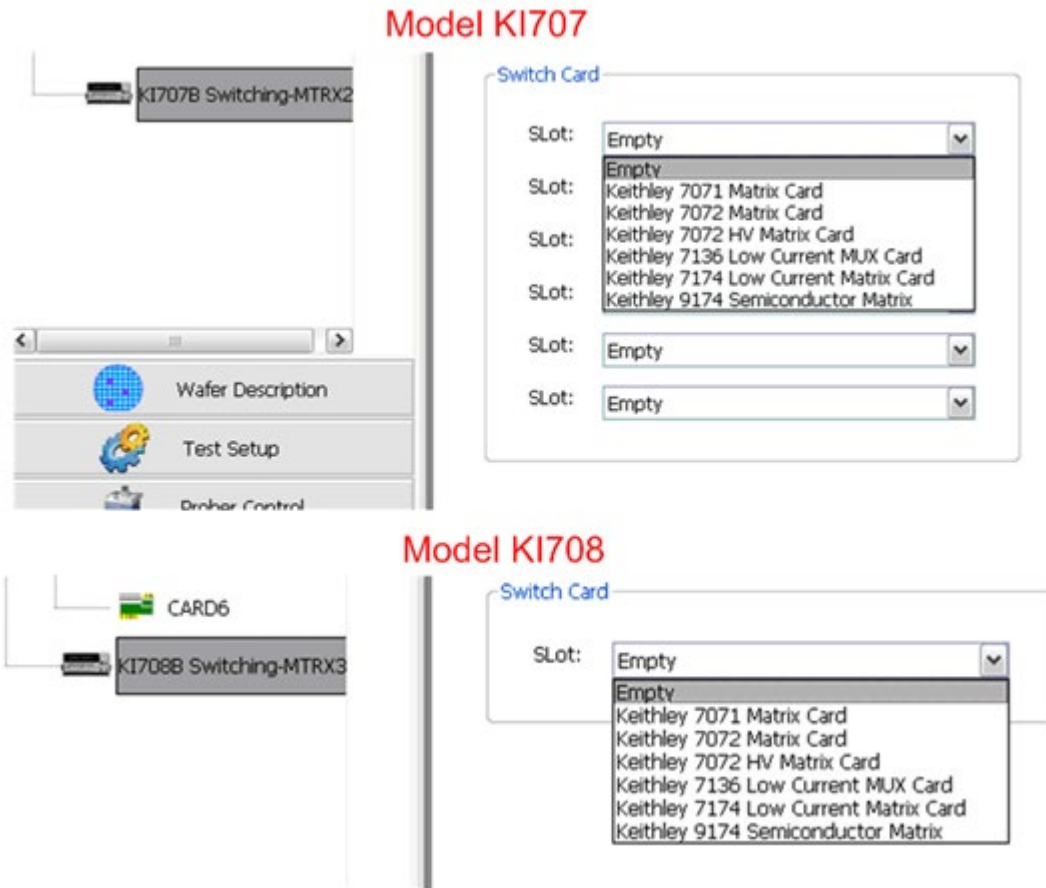 Model KI707
KI707B Switching-MTRX2
Switch Card
SLot: Empty
Empty
Keithley 7071 Matrix Card
SLot: Keithley 7072 Matrix Card
Keithley 7072 HV Matrix Card
SLot: Keithley 7136 Low Current MUX Card
Keithley 7174 Low Current Matrix Card
SLot: Keithley 9174 Semiconductor Matrix
SLot: Empty
SLot: Empty
Wafer Description
Test Setup
Prober Control
Model KI708
CARD6
KI708B Switching-MTRX3
Switch Card
SLot: Empty
Empty
Keithley 7071 Matrix Card
Keithley 7072 Matrix Card
Keithley 7072 HV Matrix Card
Keithley 7136 Low Current MUX Card
Keithley 7174 Low Current Matrix Card
Keithley 9174 Semiconductor Matrix